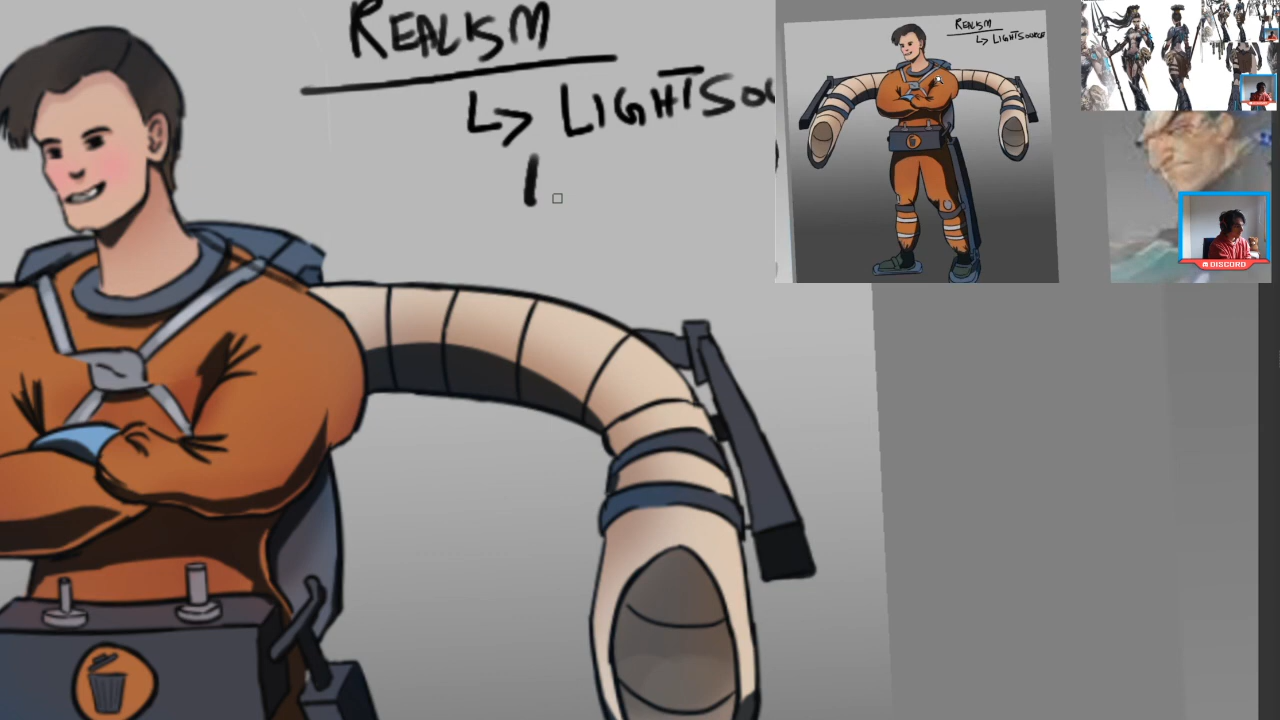 REALISM
↳ LIGHTSOU
REALISM
↳ LIGHTSOURCE
DISCORD